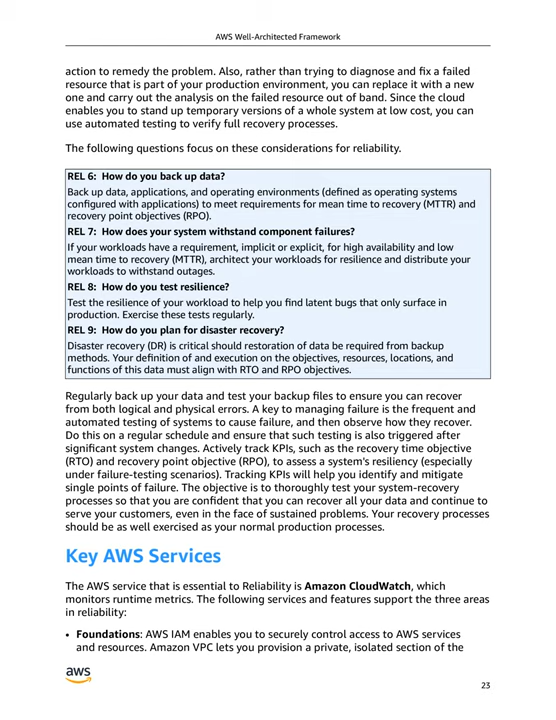 AWS Well-Architected Framework
action to remedy the problem. Also, rather than trying to diagnose and fix a failed
resource that is part of your production environment, you can replace it with a new
one and carry out the analysis on the failed resource out of band. Since the cloud
enables you to stand up temporary versions of a whole system at low cost, you can
use automated testing to verify full recovery processes.
The following questions focus on these considerations for reliability.
REL 6: How do you back up data?
Back up data, applications, and operating environments (defined as operating systems
configured with applications) to meet requirements for mean time to recovery (MTTR) and
recovery point objectives (RPO).
REL 7: How does your system withstand component failures?
If your workloads have a requirement, implicit or explicit, for high availability and low
mean time to recovery (MTTR), architect your workloads for resilience and distribute your
workloads to withstand outages.
REL 8: How do you test resilience?
Test the resilience of your workload to help you find latent bugs that only surface in
production. Exercise these tests regularly.
REL 9: How do you plan for disaster recovery?
Disaster recovery (DR) is critical should restoration of data be required from backup
methods. Your definition of and execution on the objectives, resources, locations, and
functions of this data must align with RTO and RPO objectives.
Regularly back up your data and test your backup files to ensure you can recover
from both logical and physical errors. A key to managing failure is the frequent and
automated testing of systems to cause failure, and then observe how they recover.
Do this on a regular schedule and ensure that such testing is also triggered after
significant system changes. Actively track KPIs, such as the recovery time objective
(RTO) and recovery point objective (RPO), to assess a system's resiliency (especially
under failure-testing scenarios). Tracking KPIs will help you identify and mitigate
single points of failure. The objective is to thoroughly test your system-recovery
processes so that you are confident that you can recover all your data and continue to
serve your customers, even in the face of sustained problems. Your recovery processes
should be as well exercised as your normal production processes.
Key AWS Services
The AWS service that is essential to Reliability is Amazon CloudWatch, which
monitors runtime metrics. The following services and features support the three areas
in reliability:
• Foundations: AWS IAM enables you to securely control access to AWS services
and resources. Amazon VPC lets you provision a private, isolated section of the
aws
23